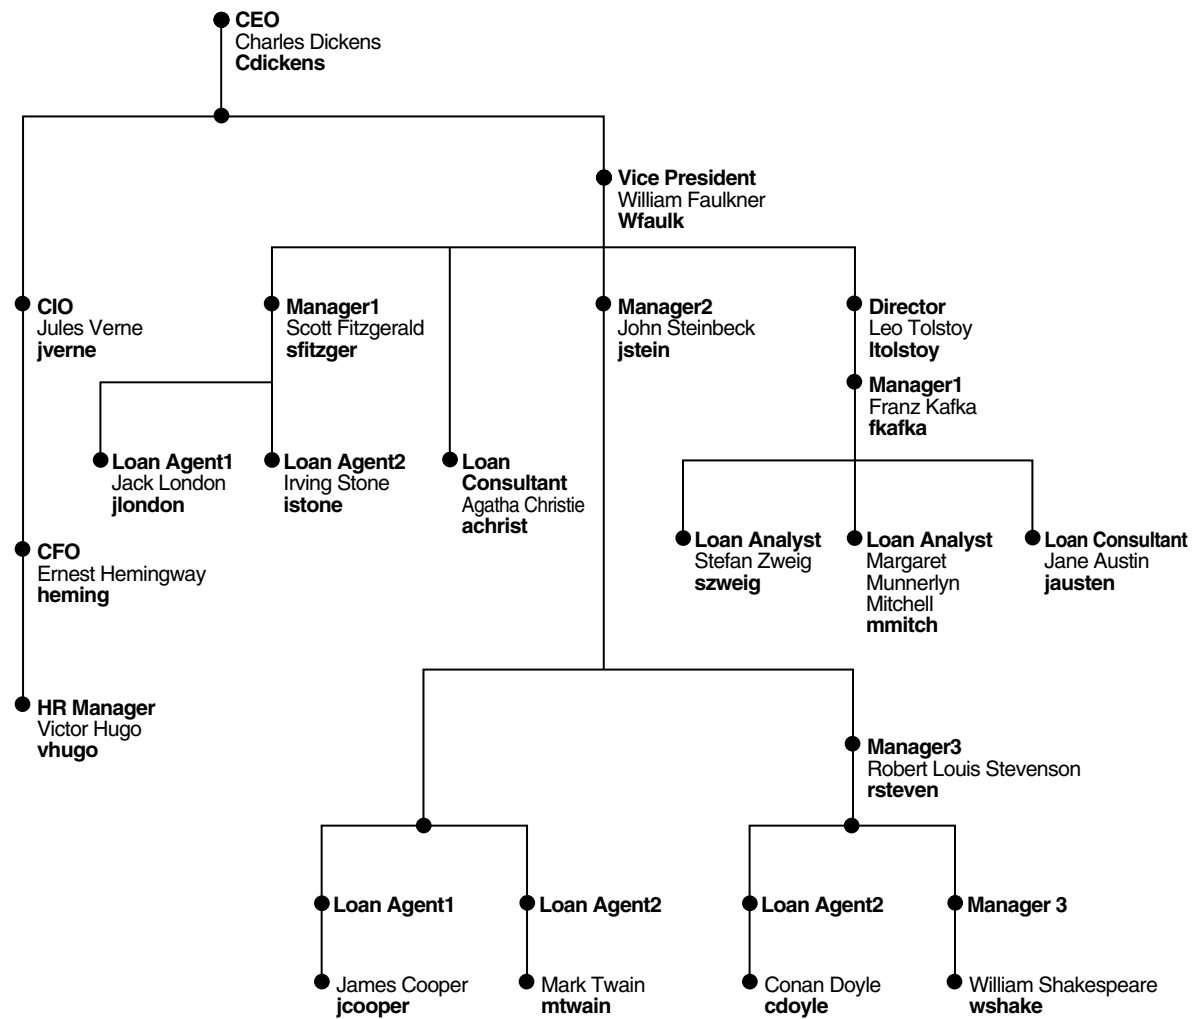 CEO
Charles Dickens
Cdickens
Vice President
William Faulkner
Wfaulk
CIO
Jules Verne
jverne
Manager1
Scott Fitzgerald
sfitzger
Manager2
John Steinbeck
jstein
Director
Leo Tolstoy
ltolstoy
Manager1
Franz Kafka
fkafka
Loan Agent1
Jack London
jlondon
Loan Agent2
Irving Stone
istone
Loan
Consultant
Agatha Christie
achrist
Loan Analyst
Stefan Zweig
szweig
Loan Analyst
Margaret
Munnerlyn
Mitchell
mmitch
Loan Consultant
Jane Austin
jausten
CFO
Ernest Hemingway
heming
HR Manager
Victor Hugo
vhugo
Manager3
Robert Louis Stevenson
rsteven
Loan Agent1
Loan Agent2
Loan Agent2
Manager 3
James Cooper
jcooper
Mark Twain
mtwain
Conan Doyle
cdoyle
William Shakespeare
wshake